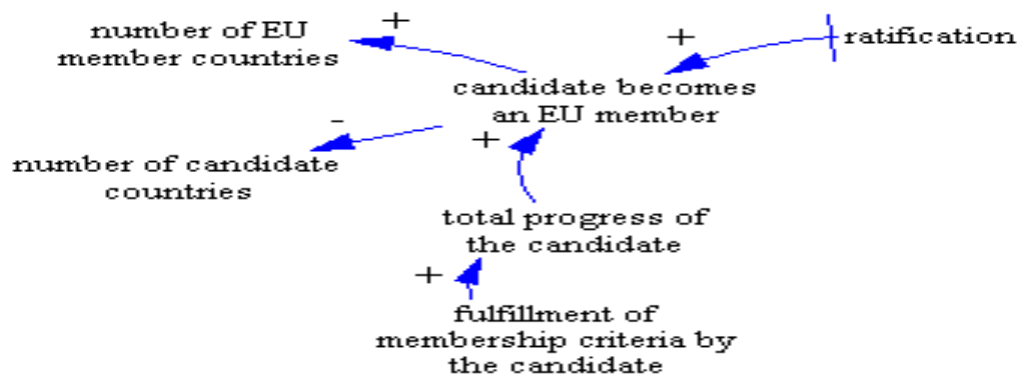 number of EU
member countries
+
+
ratification
candidate becomes
an EU member
-
+
number of candidate
countries
total progress of
the candidate
+
fulfillment of
membership criteria by
the candidate